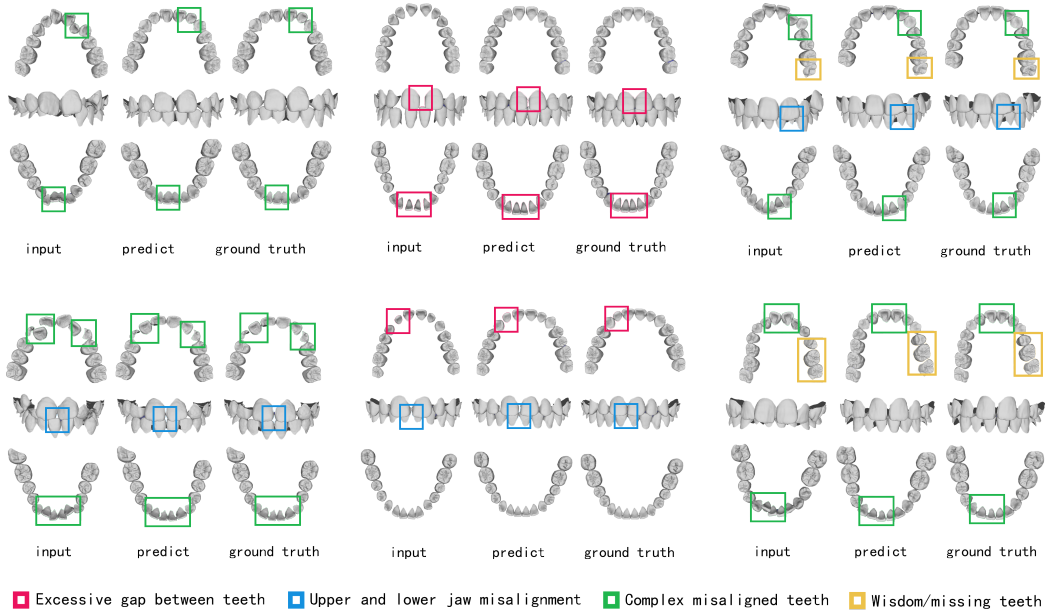 input predict ground truth input predict ground truth input predict ground truth
input predict ground truth input predict ground truth input predict ground truth
Excessive gap between teeth Upper and lower jaw misalignment Complex misaligned teeth Wisdom/missing teeth